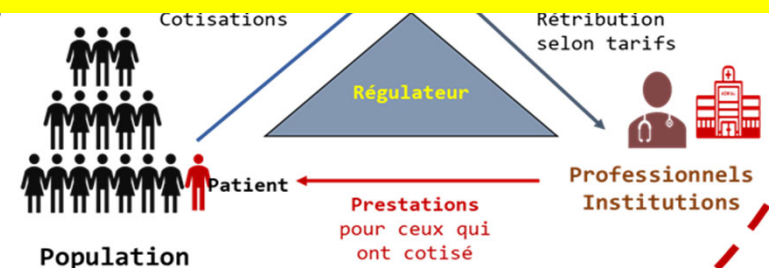 Cotisations
Rétribution
selon tarifs
Régulateur
Patient
Prestations
pour ceux qui
ont cotisé
Professionnels
Institutions
Population